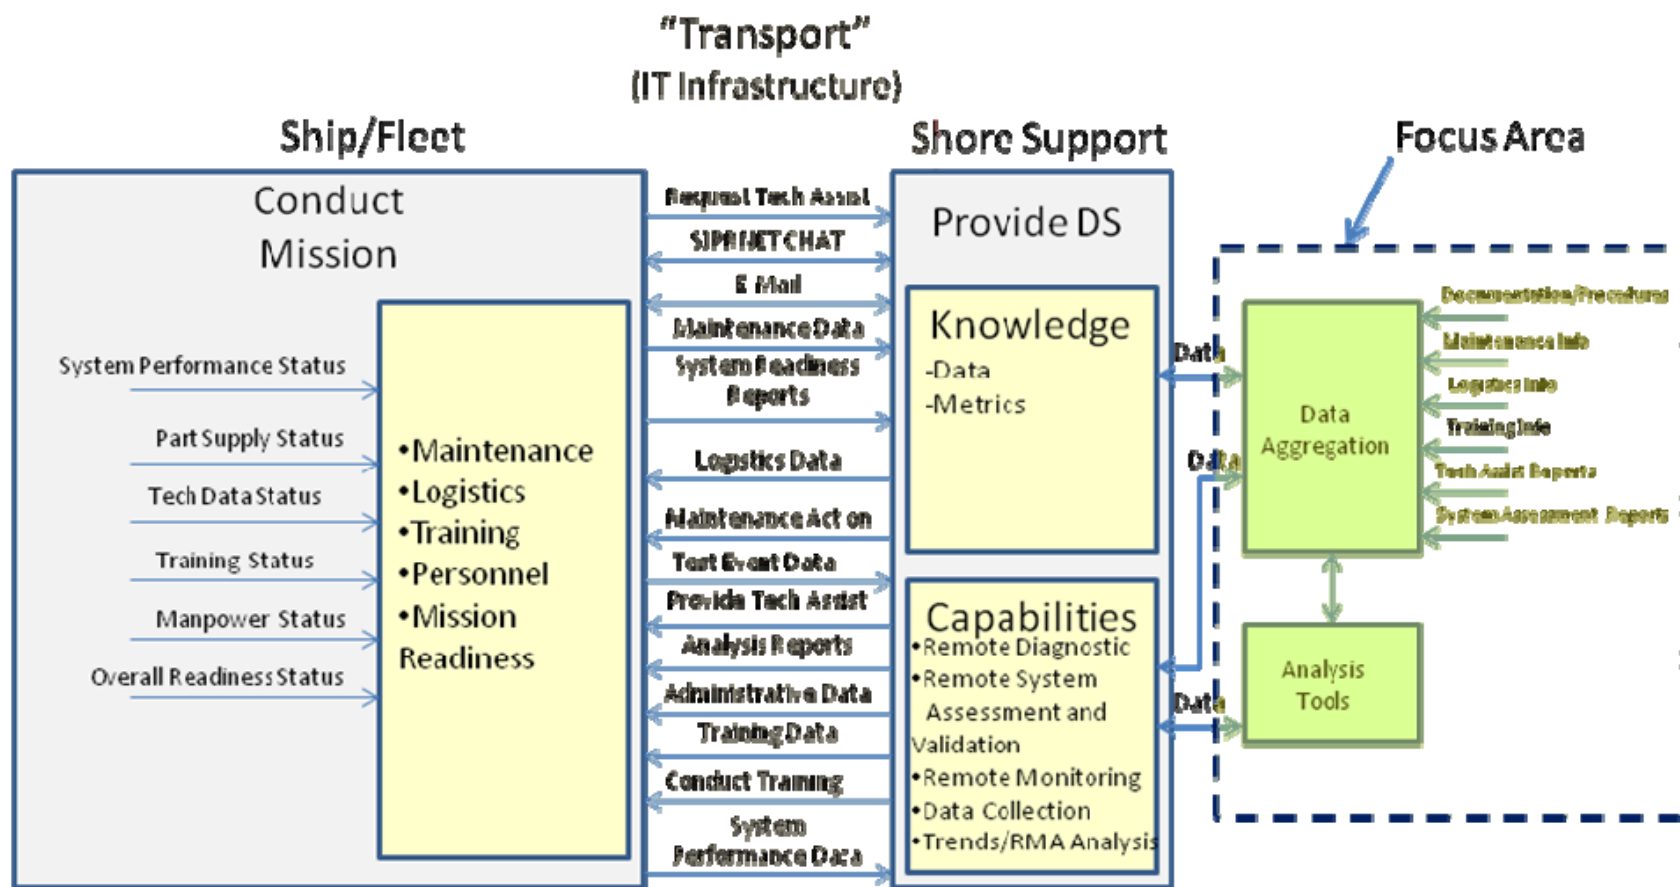 “Transport”
(IT Infrastructure)
Ship/Fleet
Shore Support
Focus Area
Conduct
Mission
System Performance Status
Part Supply Status
Tech Data Status
Training Status
Manpower Status
Overall Readiness Status
•Maintenance
•Logistics
•Training
•Personnel
•Mission
Readiness
Request Tech Assist
SIPRNET CHAT
E Mail
Maintenance Data
System Readiness
Reports
Logistics Data
Maintenance Action
Test Event Data
Provide Tech Assist
Analysis Reports
Administrative Data
Training Data
Conduct Training
System
Performance Data
Provide DS
Knowledge
-Data
-Metrics
Capabilities
•Remote Diagnostic
•Remote System
Assessment and
Validation
•Remote Monitoring
•Data Collection
•Trends/RMA Analysis
Data
Data
Data
Data
Aggregation
Analysis
Tools
Documentation/Procedures
Maintenance Info
Logistics Info
Training Info
Tech Assist Reports
System Assessment Reports